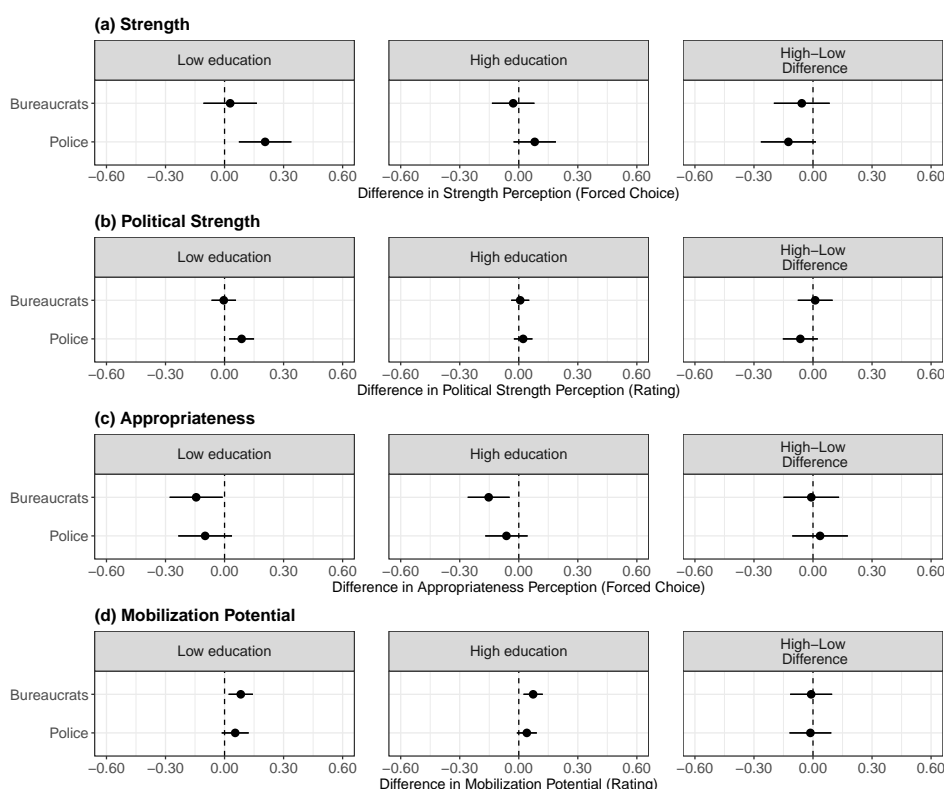 (a) Strength
Low education
High education
High−Low
Difference
Bureaucrats
Police
−0.60 −0.30 0.00 0.30 0.60 −0.60 −0.30 0.00 0.30 0.60 −0.60 −0.30 0.00 0.30 0.60
Difference in Strength Perception (Forced Choice)
(b) Political Strength
Low education
High education
High−Low
Difference
Bureaucrats
Police
−0.60 −0.30 0.00 0.30 0.60 −0.60 −0.30 0.00 0.30 0.60 −0.60 −0.30 0.00 0.30 0.60
Difference in Political Strength Perception (Rating)
(c) Appropriateness
Low education
High education
High−Low
Difference
Bureaucrats
Police
−0.60 −0.30 0.00 0.30 0.60 −0.60 −0.30 0.00 0.30 0.60 −0.60 −0.30 0.00 0.30 0.60
Difference in Appropriateness Perception (Forced Choice)
(d) Mobilization Potential
Low education
High education
High−Low
Difference
Bureaucrats
Police
−0.60 −0.30 0.00 0.30 0.60 −0.60 −0.30 0.00 0.30 0.60 −0.60 −0.30 0.00 0.30 0.60
Difference in Mobilization Potential (Rating)